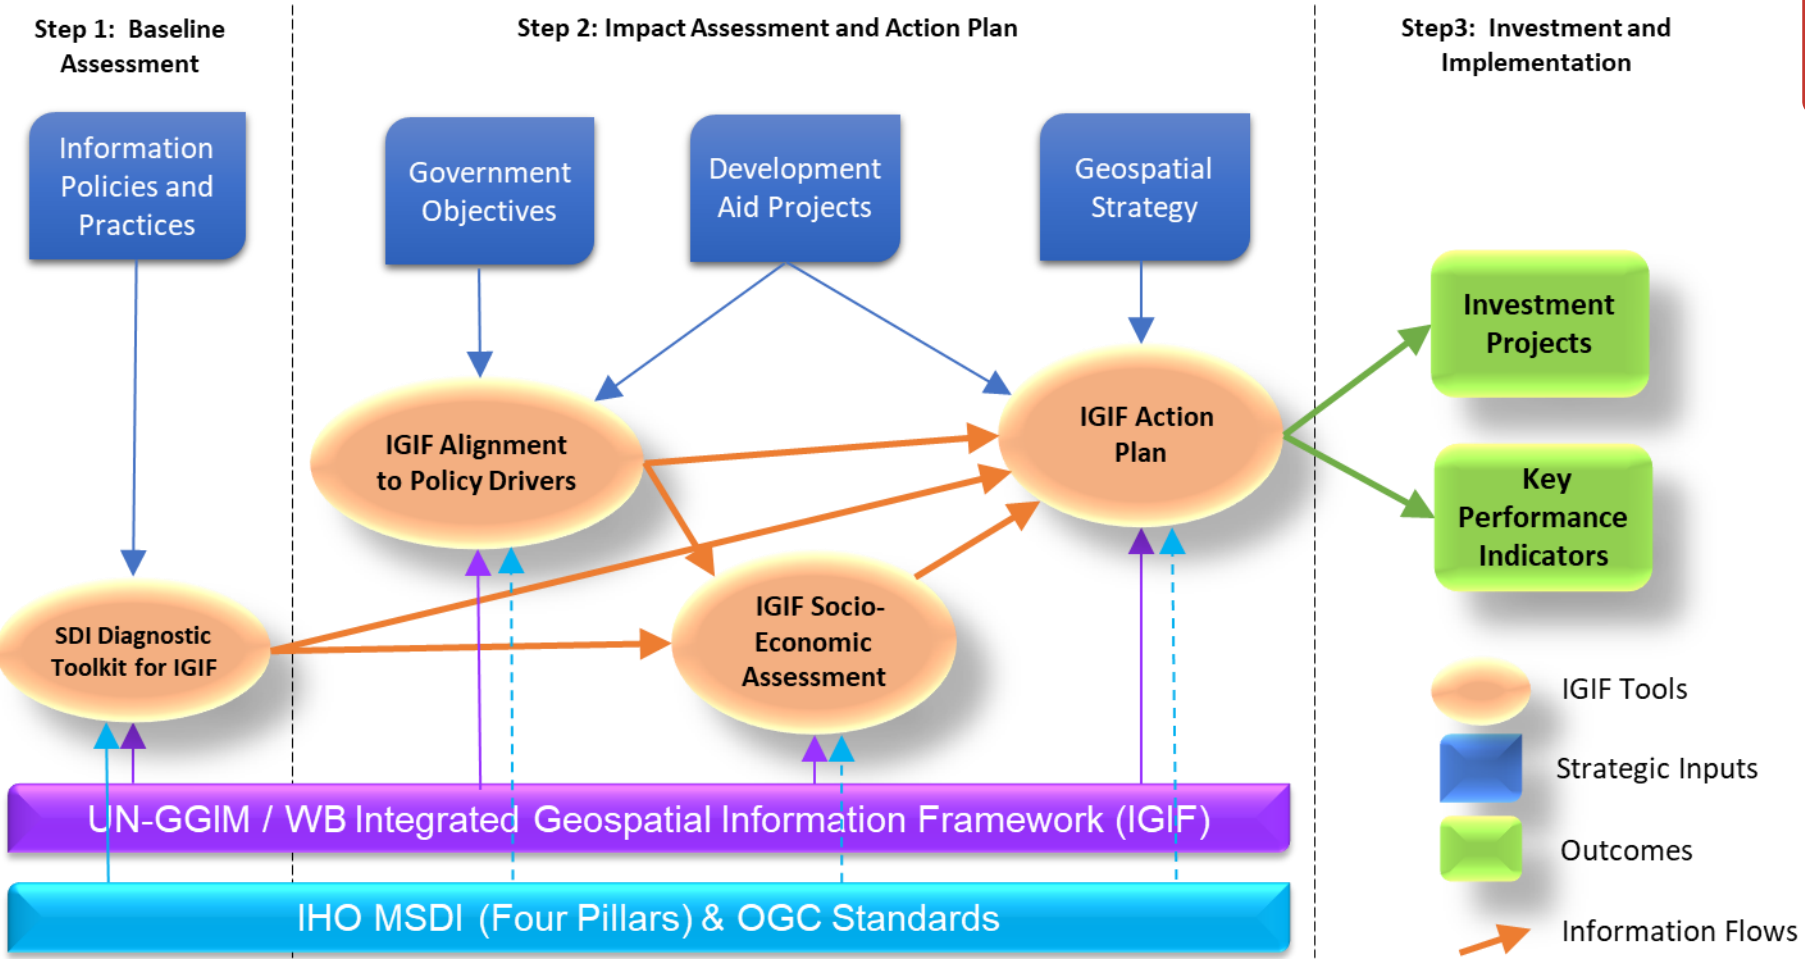 Step 1:  Baseline
Assessment
Step 2: Impact Assessment and Action Plan
Step3:  Investment and
Implementation
Information
Policies and
Practices
Government
Objectives
Development
Aid Projects
Geospatial
Strategy
Investment
Projects
IGIF Action
Plan
IGIF Alignment
to Policy Drivers
Key
Performance
Indicators
IGIF Socio-
Economic
Assessment
SDI Diagnostic
Toolkit for IGIF
IGIF Tools
Strategic Inputs
UN-GGIM / WB Integrated Geospatial Information Framework (IGIF)
Outcomes
IHO MSDI (Four Pillars) & OGC Standards
Information Flows